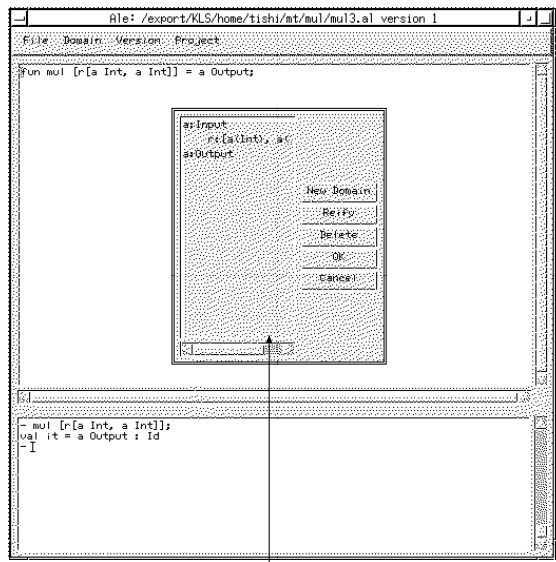 Ale: /export/KLS/home/tishi/mt/mul/mul3.al version 1
File Domain Version Project
fun mul [r[a Int, a Int]] = a Output;
a:Input
r:[a(Int), a(
a:Output
New Domain
Reify
Delete
OK
Cancel
- mul [r[a Int, a Int]];
val it = a Output : Id
-